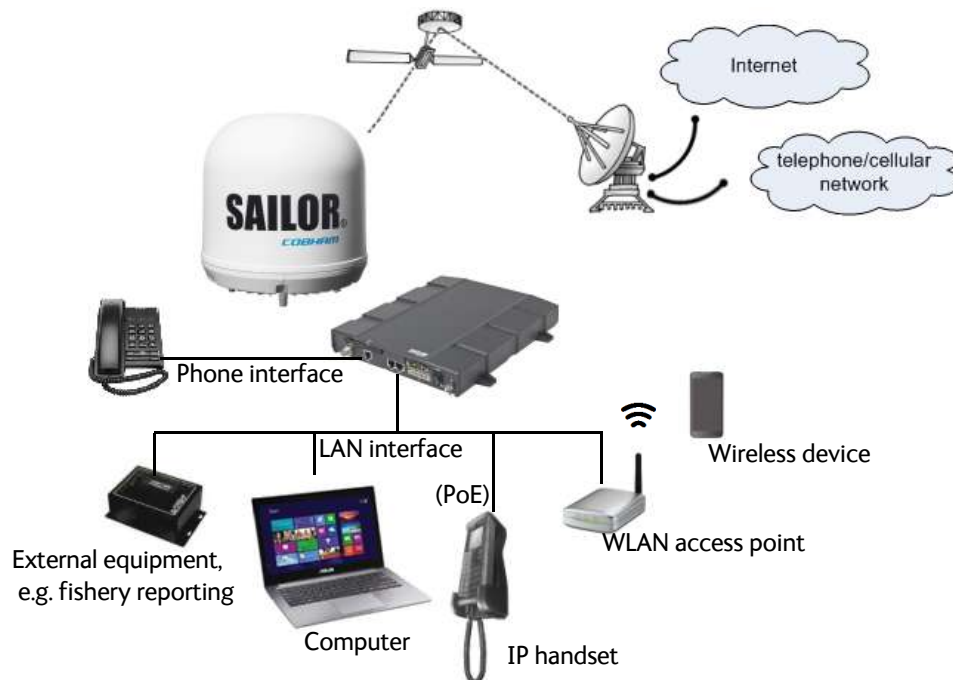 Internet
telephone/cellular
network
SAILOR®
COBHAM
Phone interface
LAN interface
Wireless device
(PoE)
WLAN access point
External equipment,
e.g. fishery reporting
Computer
IP handset